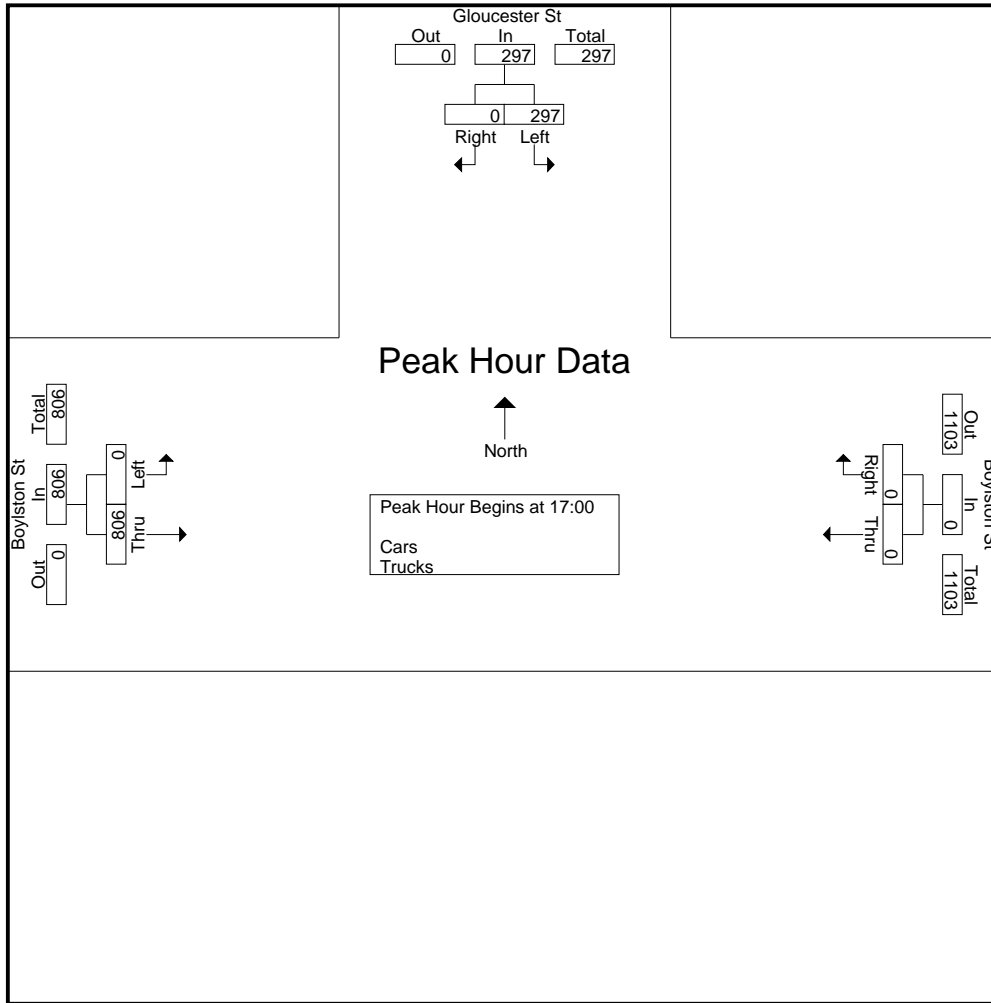 Gloucester St
Out In Total
0 297 297
0 297
Right Left
Peak Hour Data
North
Peak Hour Begins at 17:00
Cars
Trucks
Boylston St
Out In Total
0 806 806
Thru Left
806 0
Boylston St
Out In Total
1103 0 1103
Right Thru
0 0